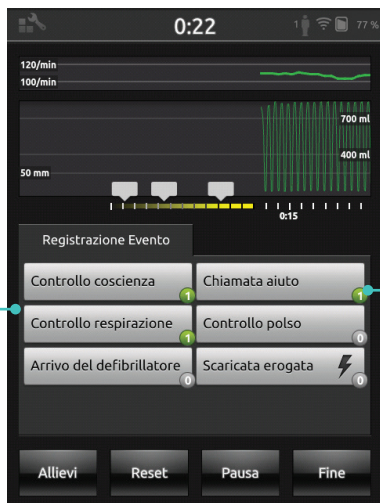 0:22
1
77 %
120/min
100/min
700 ml
400 ml
50 mm
0:15
Registrazione Evento
Controllo coscienza
1
Chiamata aiuto
1
Controllo respirazione
1
Controllo polso
0
Arrivo del defibrillatore
0
Scaricata erogata
0
Allievi
Reset
Pausa
Fine